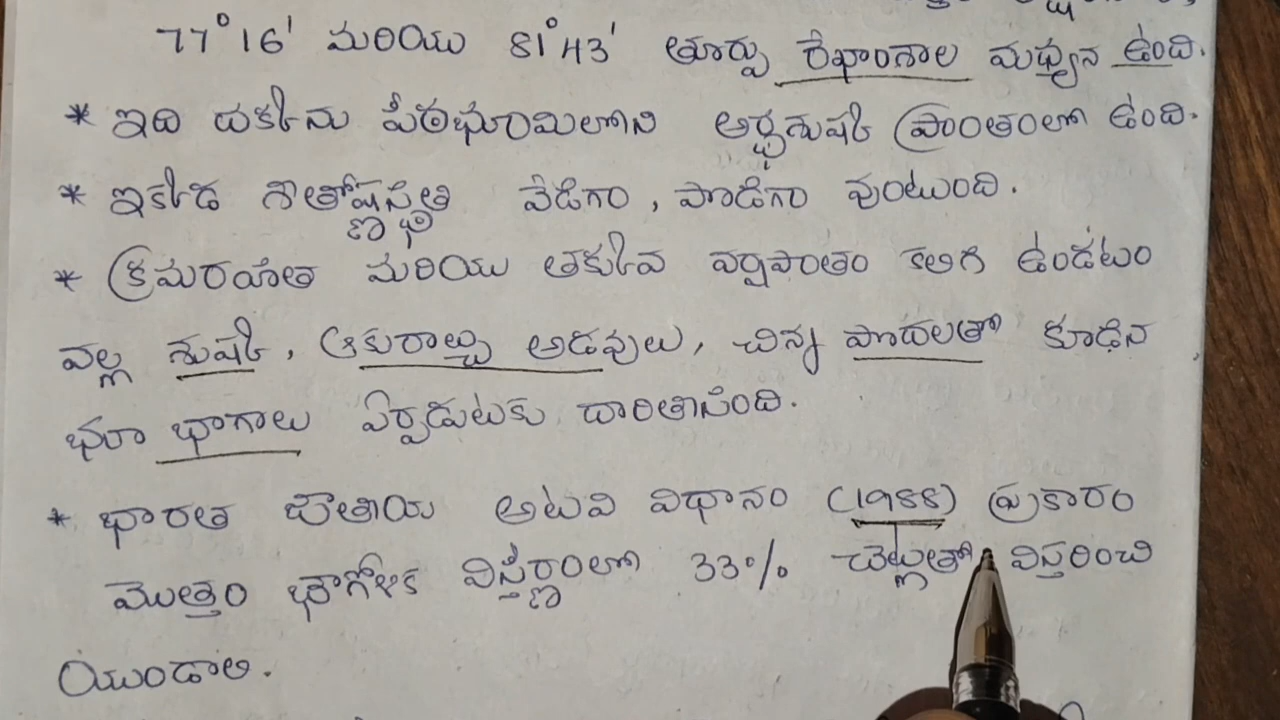 77°16' మరియు 81°43' తూర్పు రేఖాంశాల మధ్యన ఉంది.
* ఇది దక్కను పీఠభూమిలోని అర్ధశుష్క ప్రాంతంలో ఉంది.
* ఇక్కడ శీతోష్ణస్థితి వేడిగా, పొడిగా వుంటుంది.
* క్రమరహిత మరియు తక్కువ వర్షపాతం కలిగి ఉండటం
వల్ల శుష్క, ఆకురాల్చు అడవులు, చిన్న పొదలతో కూడిన
భూ భాగాలు ఏర్పడుటకు దారితీసింది.
* భారత జాతీయ అటవి విధానం (1988) ప్రకారం
మొత్తం భౌగోళిక విస్తీర్ణంలో 33% చెట్లతో విస్తరించి
యుండాలి.